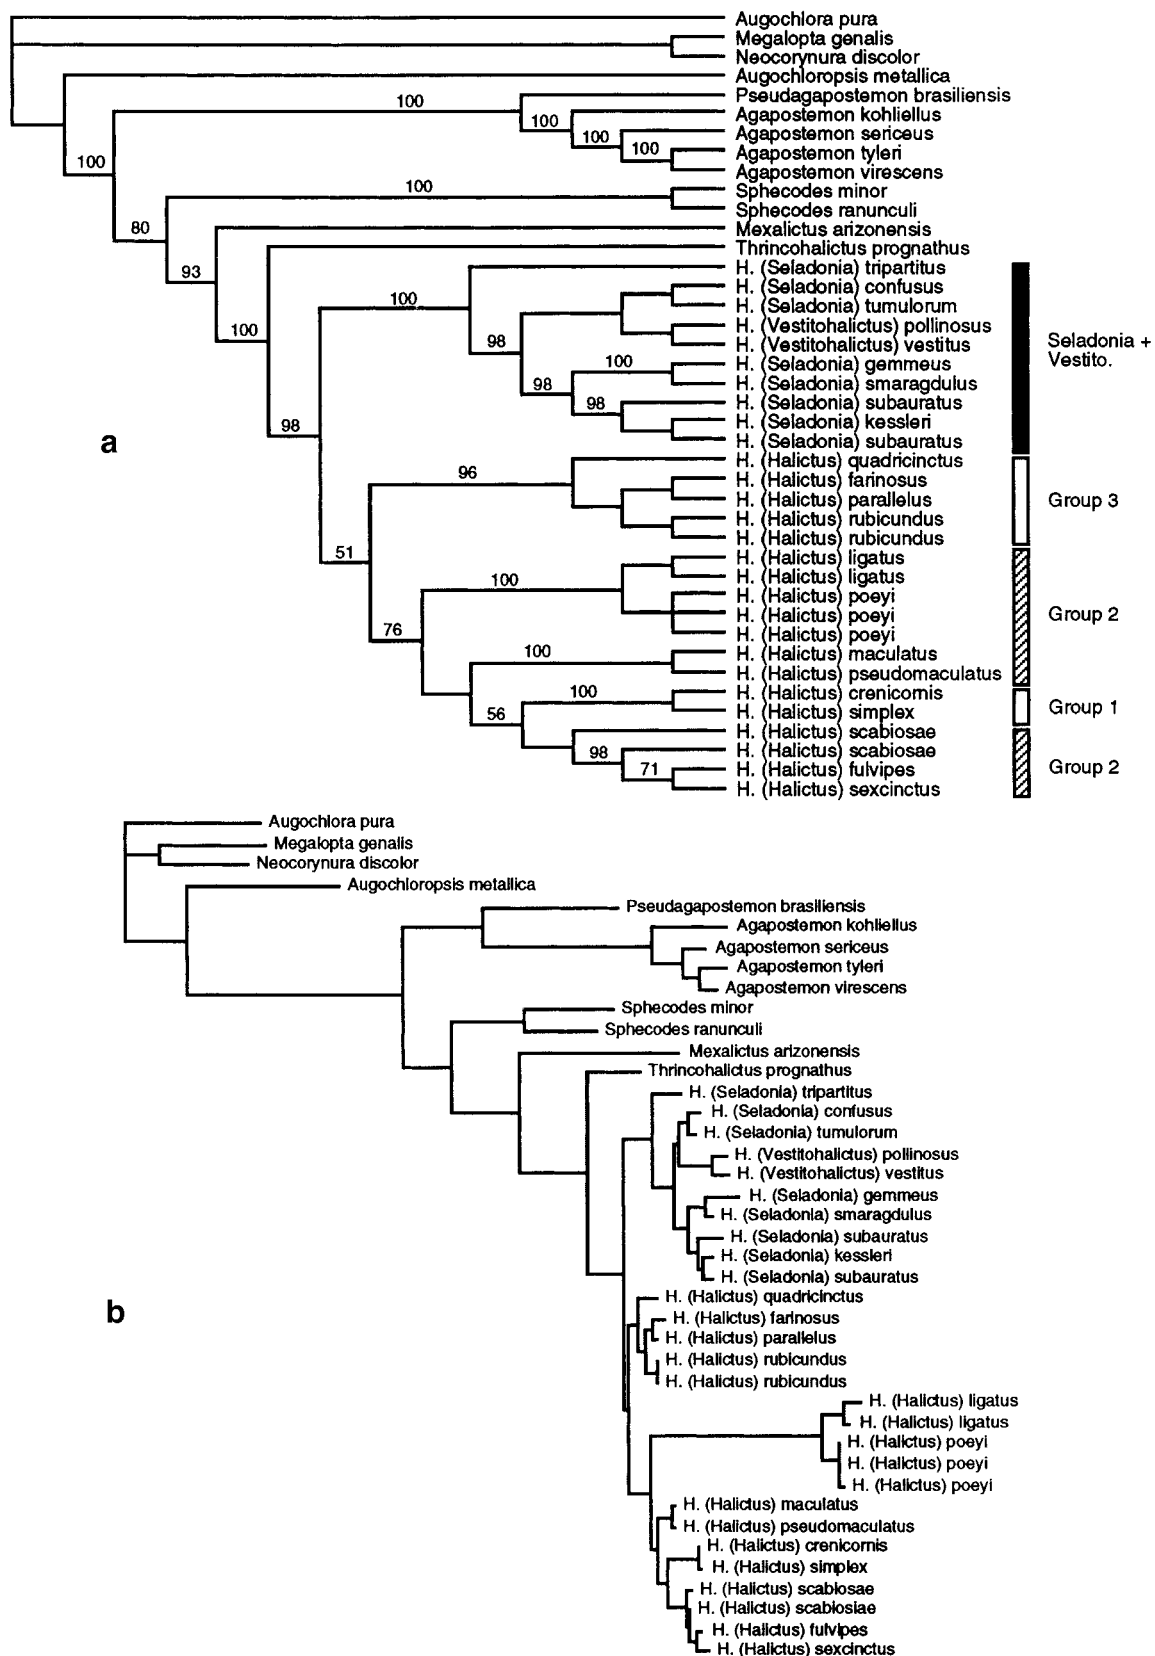 Augochlora pura
Megalopta genalis
Neocorynura discolor
Augochloropsis metallica
100 Pseudagapostemon brasiliensis
100 Agapostemon kohliellus
100 Agapostemon sericeus
100 Agapostemon tyleri
100 Agapostemon virescens
100 Sphecodes minor
Sphecodes ranunculi
80 Mexalictus arizonensis
Thrincohalictus prognathus
93 H. (Seladonia) tripartitus
100 H. (Seladonia) confusus
H. (Seladonia) tumulorum
100 H. (Vestitohalictus) pollinosus
98 H. (Vestitohalictus) vestitus
Seladonia +
Vestito.
100 H. (Seladonia) gemmeus
98 H. (Seladonia) smaragdulus
98 H. (Seladonia) subauratus
98 H. (Seladonia) kessleri
a H. (Seladonia) subauratus
H. (Halictus) quadricinctus
96 H. (Halictus) farinosus
H. (Halictus) parallelus
Group 3
H. (Halictus) rubicundus
H. (Halictus) rubicundus
51 H. (Halictus) ligatus
100 H. (Halictus) ligatus
H. (Halictus) poeyi
H. (Halictus) poeyi
Group 2
76 H. (Halictus) poeyi
100 H. (Halictus) maculatus
H. (Halictus) pseudomaculatus
100 H. (Halictus) crenicornis
Group 1
56 H. (Halictus) simplex
H. (Halictus) scabiosae
98 H. (Halictus) scabiosae
71 H. (Halictus) fulvipes
Group 2
H. (Halictus) sexcinctus
Augochlora pura
Megalopta genalis
Neocorynura discolor
Augochloropsis metallica
Pseudagapostemon brasiliensis
Agapostemon kohliellus
Agapostemon sericeus
Agapostemon tyleri
Agapostemon virescens
Sphecodes minor
Sphecodes ranunculi
Mexalictus arizonensis
Thrincohalictus prognathus
H. (Seladonia) tripartitus
H. (Seladonia) confusus
H. (Seladonia) tumulorum
H. (Vestitohalictus) pollinosus
H. (Vestitohalictus) vestitus
H. (Seladonia) gemmeus
H. (Seladonia) smaragdulus
H. (Seladonia) subauratus
H. (Seladonia) kessleri
H. (Seladonia) subauratus
H. (Halictus) quadricinctus
b H. (Halictus) farinosus
H. (Halictus) parallelus
H. (Halictus) rubicundus
H. (Halictus) rubicundus
H. (Halictus) ligatus
H. (Halictus) ligatus
H. (Halictus) poeyi
H. (Halictus) poeyi
H. (Halictus) poeyi
H. (Halictus) maculatus
H. (Halictus) pseudomaculatus
H. (Halictus) crenicornis
H. (Halictus) simplex
H. (Halictus) scabiosae
H. (Halictus) scabiosiae
H. (Halictus) fulvipes
H. (Halictus) sexcinctus